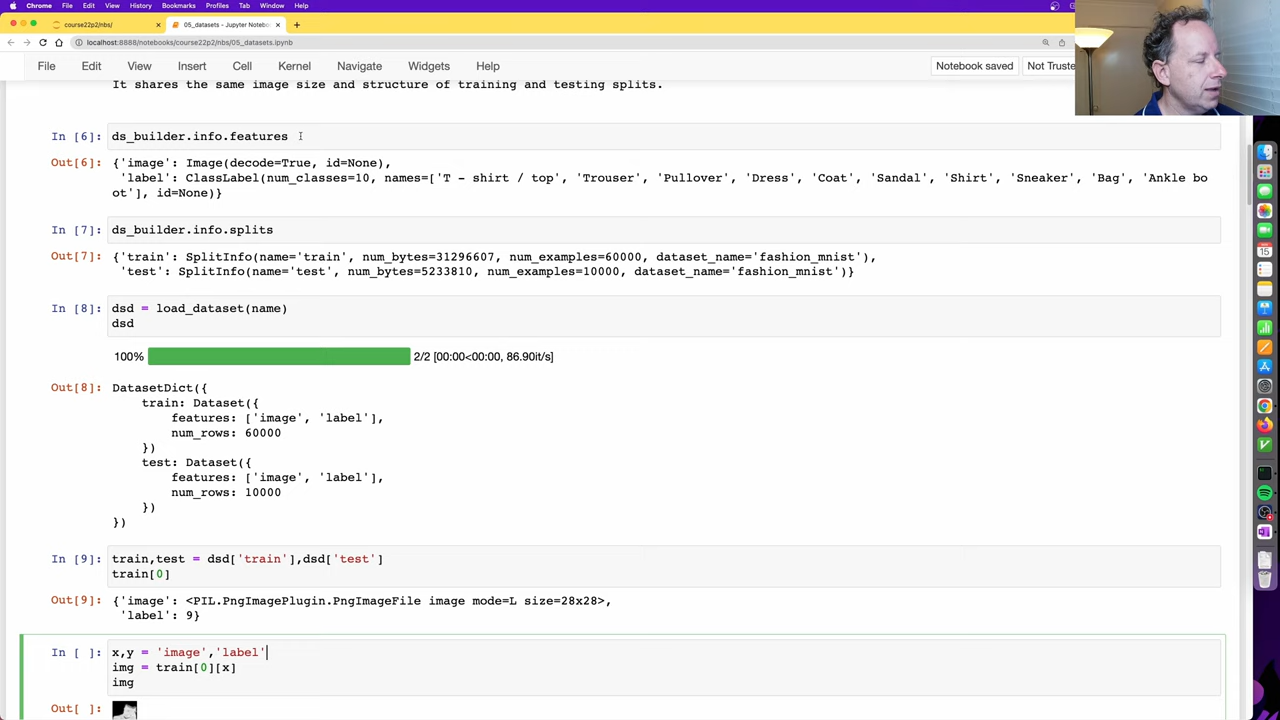 Chrome File Edit View History Bookmarks Profiles Tab Window Help
course22p2/nbs/
05_datasets - Jupyter Notebo
localhost:8888/notebooks/course22p2/nbs/05_datasets.ipynb
File Edit View Insert Cell Kernel Navigate Widgets Help
Notebook saved
Not Truste
It shares the same image size and structure of training and testing splits.
In [6]: ds_builder.info.features
Out[6]: {'image': Image(decode=True, id=None),
'label': ClassLabel(num_classes=10, names=['T - shirt / top', 'Trouser', 'Pullover', 'Dress', 'Coat', 'Sandal', 'Shirt', 'Sneaker', 'Bag', 'Ankle bo
ot'], id=None)}
In [7]: ds_builder.info.splits
Out[7]: {'train': SplitInfo(name='train', num_bytes=31296607, num_examples=60000, dataset_name='fashion_mnist'),
'test': SplitInfo(name='test', num_bytes=5233810, num_examples=10000, dataset_name='fashion_mnist')}
In [8]: dsd = load_dataset(name)
dsd
100% 2/2 [00:00<00:00, 86.90it/s]
Out[8]: DatasetDict({
train: Dataset({
features: ['image', 'label'],
num_rows: 60000
})
test: Dataset({
features: ['image', 'label'],
num_rows: 10000
})
})
In [9]: train,test = dsd['train'],dsd['test']
train[0]
Out[9]: {'image': <PIL.PngImagePlugin.PngImageFile image mode=L size=28x28>,
'label': 9}
In [ ]: x,y = 'image','label'
img = train[0][x]
img
Out[ ]:
15